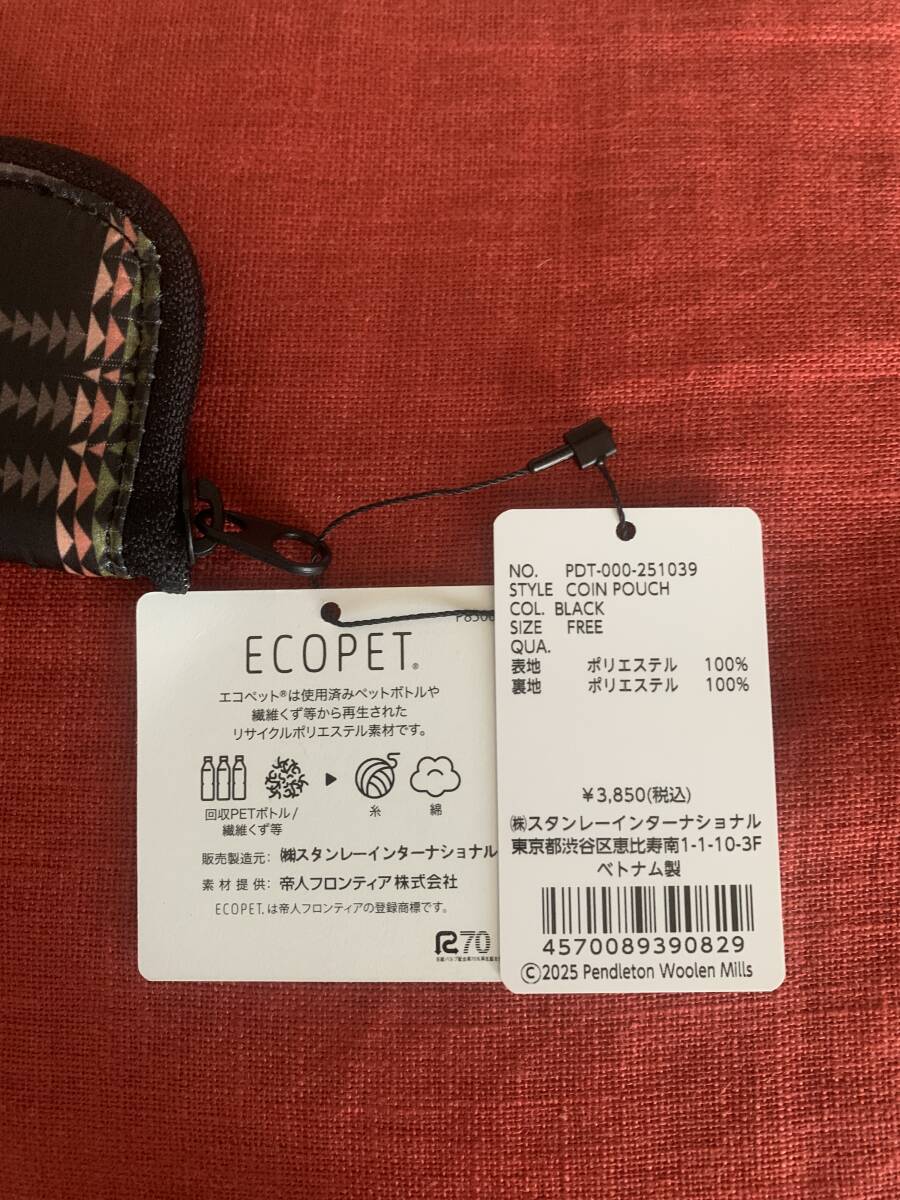 ECOPET®
エコペット®は使用済みペットボトルや
繊維くず等から再生された
リサイクルポリエステル素材です。
回収PETボトル/
繊維くず等
糸
綿
販売製造元: ㈱スタンレーインターナショナル
素材提供: 帝人フロンティア株式会社
ECOPET®は帝人フロンティアの登録商標です。
R70
NO. PDT-000-251039
STYLE COIN POUCH
COL. BLACK
SIZE FREE
QUA.
表地 ポリエステル 100%
裏地 ポリエステル 100%
¥3,850(税込)
㈱スタンレーインターナショナル
東京都渋谷区恵比寿南1-1-10-3F
ベトナム製
4570089390829
©2025 Pendleton Woolen Mills